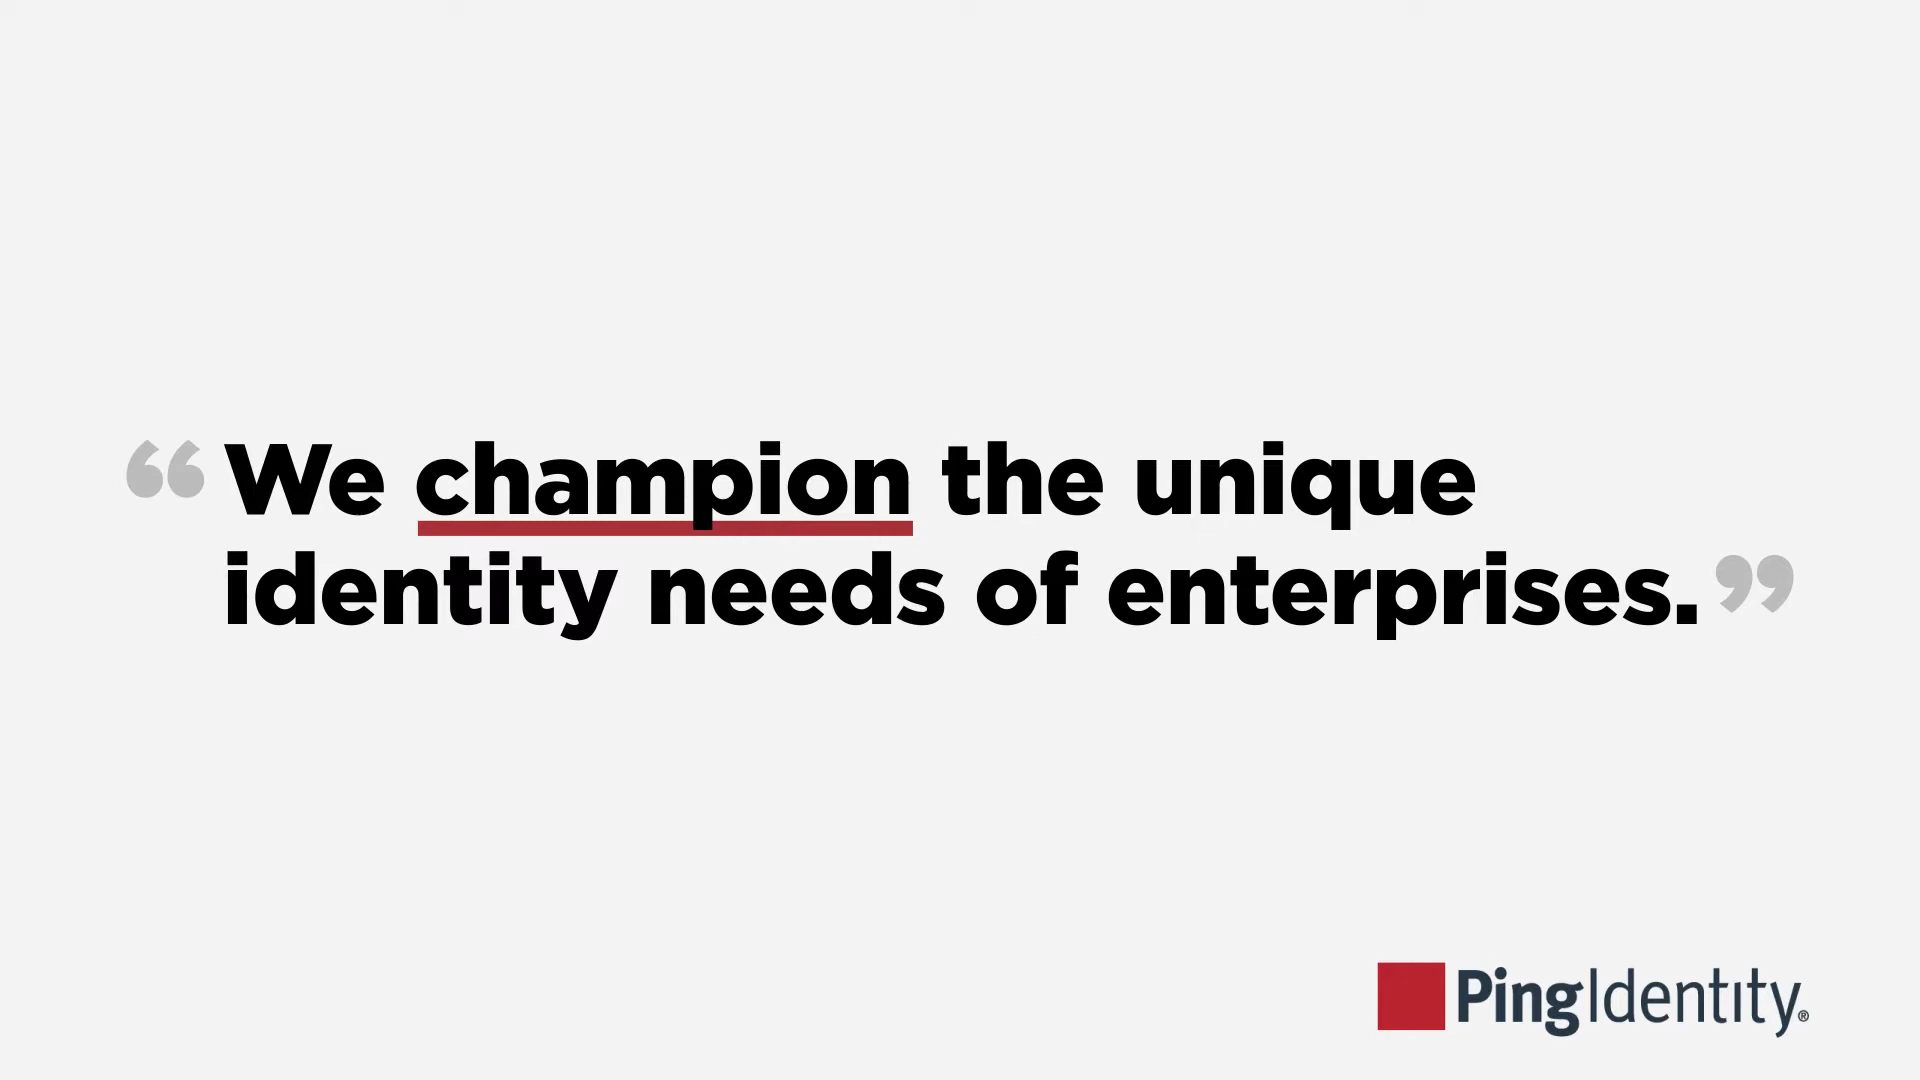 “We champion the unique
identity needs of enterprises.”
PingIdentity®